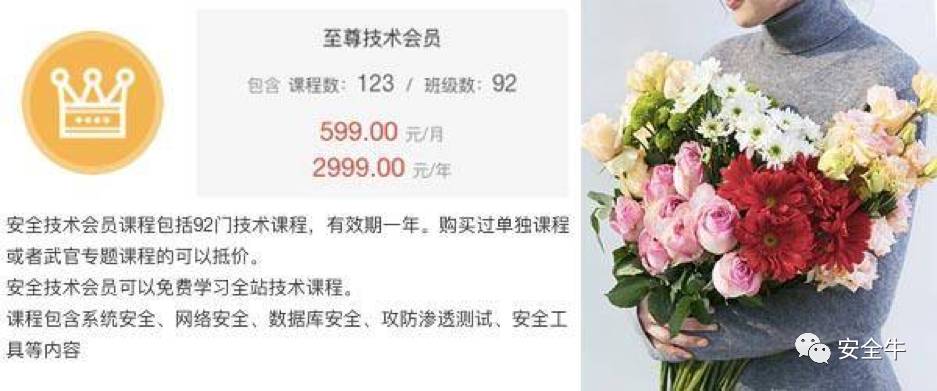 至尊技术会员
包含 课程数：123 / 班级数：92
599.00 元/月
2999.00 元/年
安全技术会员课程包括92门技术课程，有效期一年。购买过单独课程
或者武官专题课程的可以抵价。
安全技术会员可以免费学习全站技术课程。
课程包含系统安全、网络安全、数据库安全、攻防渗透测试、安全工
具等内容
安全牛